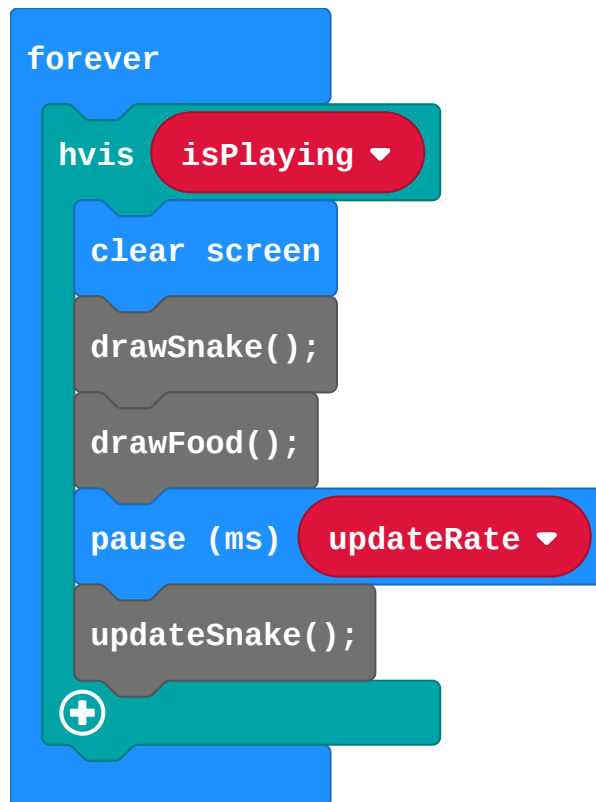 forever
hvis isPlaying
clear screen
drawSnake();
drawFood();
pause (ms) updateRate
updateSnake();